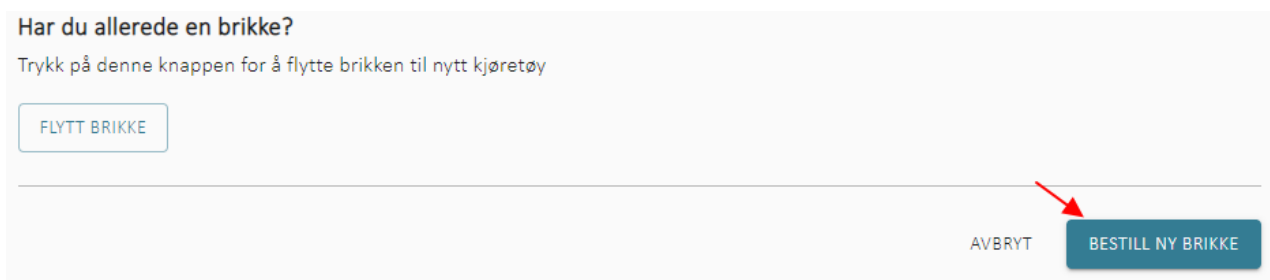 Har du allerede en brikke?
Trykk på denne knappen for å flytte brikken til nytt kjøretøy
FLYTT BRIKKE
AVBRYT
BESTILL NY BRIKKE